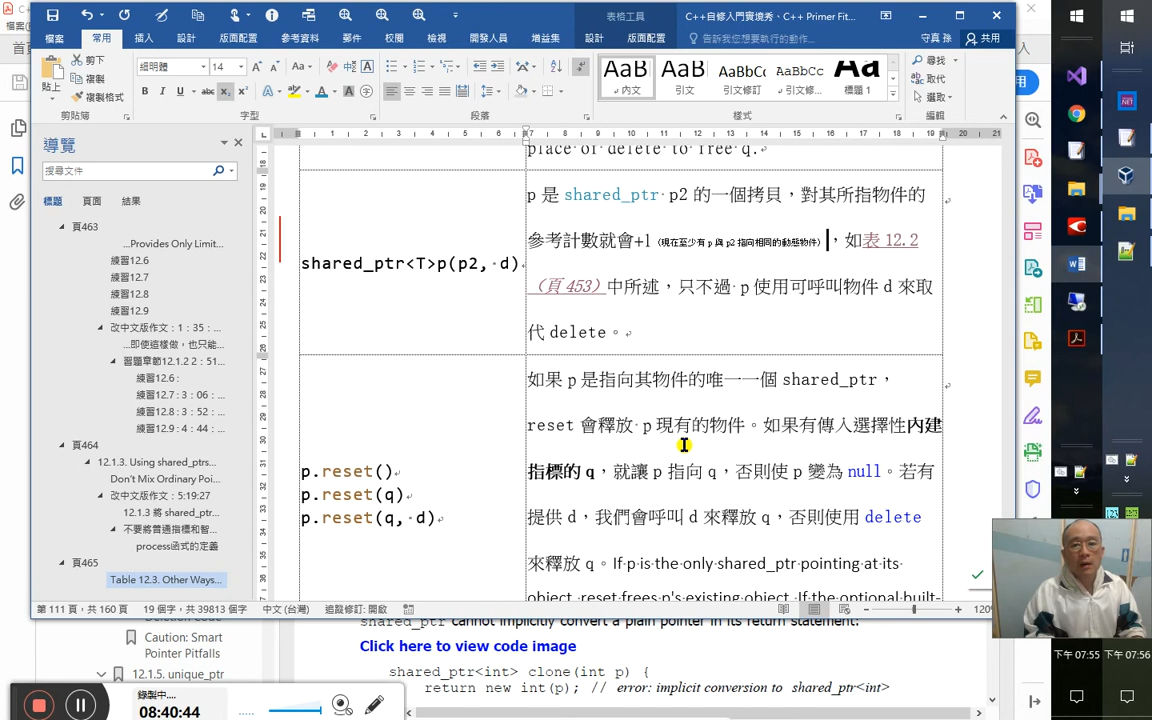 表格工具
C++自修入門實境秀、C++ Primer Fit...
檔案
常用
插入
設計
版面配置
參考資料
郵件
校閱
檢視
開發人員
增益集
設計
版面配置
告訴我您想要執行的動作...
守真 孫
共用
貼上
剪下
複製
複製格式
剪貼簿
細明體
14
字型
段落
AaBb
AaBb
AaBbCc
AaBbCc
AaBb
內文
引文
引文修訂
引文修...
標題 1
樣式
尋找
取代
選取
編輯
導覽
搜尋文件
標題
頁面
結果
頁463
...Provides Only Limit...
練習12.6
練習12.7
練習12.8
練習12.9
改中文版作文：1：35：...
...即使這樣做，也只能...
習題章節12.1.2 2：51...
練習12.6：
練習12.7：3：06：...
練習12.8：3：52：...
練習12.9：4：44：...
頁464
12.1.3. Using shared_ptrs...
Don't Mix Ordinary Poi...
改中文版作文：5:19:27
12.1.3 將 shared_ptr...
不要將普通指標和智...
process函式的定義
頁465
Table 12.3. Other Ways...
place of delete to free q.
shared_ptr<T>p(p2, d)
p 是 shared_ptr p2 的一個拷貝，對其所指物件的
參考計數就會+1（現在至少有 p 與 p2 指向相同的動態物件），如表 12.2
（頁 453）中所述，只不過 p 使用可呼叫物件 d 來取
代 delete。
p.reset()
p.reset(q)
p.reset(q, d)
如果 p 是指向其物件的唯一一個 shared_ptr，
reset 會釋放 p 現有的物件。如果有傳入選擇性內建
指標的 q，就讓 p 指向 q，否則使 p 變為 null。若有
提供 d，我們會呼叫 d 來釋放 q，否則使用 delete
來釋放 q。If p is the only shared_ptr pointing at its
object, reset frees p's existing object. If the optional built-
第 111 頁，共 160 頁
19 個字，共 39813 個字
中文 (台灣)
追蹤修訂: 開啟
120%
shared_ptr cannot implicitly convert a plain pointer in its return statement:
Click here to view code image
shared_ptr<int> clone(int p) {
return new int(p); // error: implicit conversion to shared_ptr<int>
Caution: Smart
Pointer Pitfalls
12.1.5. unique_ptr
錄製中...
08:40:44
下午 07:55
下午 07:56